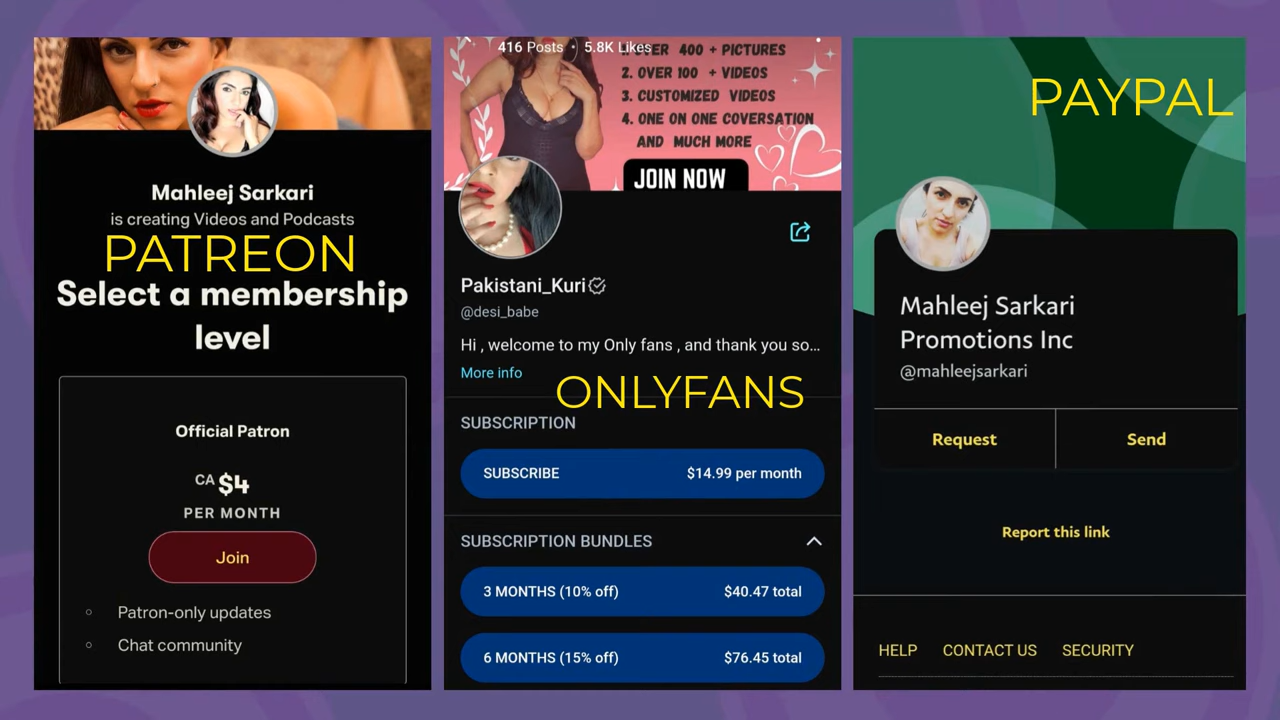 Mahleej Sarkari
is creating Videos and Podcasts
PATREON
Select a membership
level
Official Patron
CA $4
PER MONTH
Join
Patron-only updates
Chat community
416 Posts • 5.8K Likes
OVER 400 + PICTURES
2. OVER 100 + VIDEOS
3. CUSTOMIZED VIDEOS
4. ONE ON ONE COVERSATION
AND MUCH MORE
JOIN NOW
Pakistani_Kuri
@desi_babe
Hi , welcome to my Only fans , and thank you so...
More info
ONLYFANS
SUBSCRIPTION
SUBSCRIBE $14.99 per month
SUBSCRIPTION BUNDLES
3 MONTHS (10% off) $40.47 total
6 MONTHS (15% off) $76.45 total
PAYPAL
Mahleej Sarkari
Promotions Inc
@mahleejsarkari
Request Send
Report this link
HELP CONTACT US SECURITY